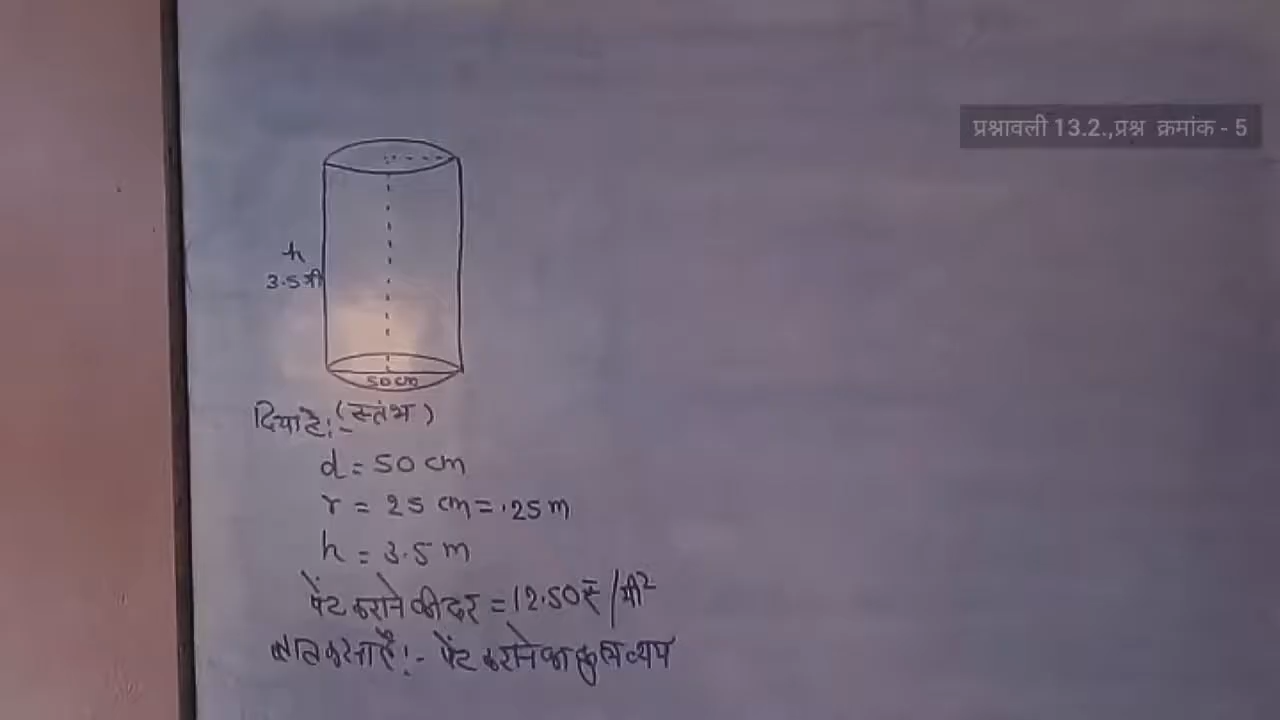 प्रश्नावली 13.2.,प्रश्न क्रमांक - 5
h
3.5 मी
50 cm
दिया है:- (स्तंभ)
d = 50 cm
r = 25 cm = .25 m
h = 3.5 m
पेंट कराने की दर = 12.50 रु /मी²
ज्ञात करना है:- पेंट कराने का कुल व्यय